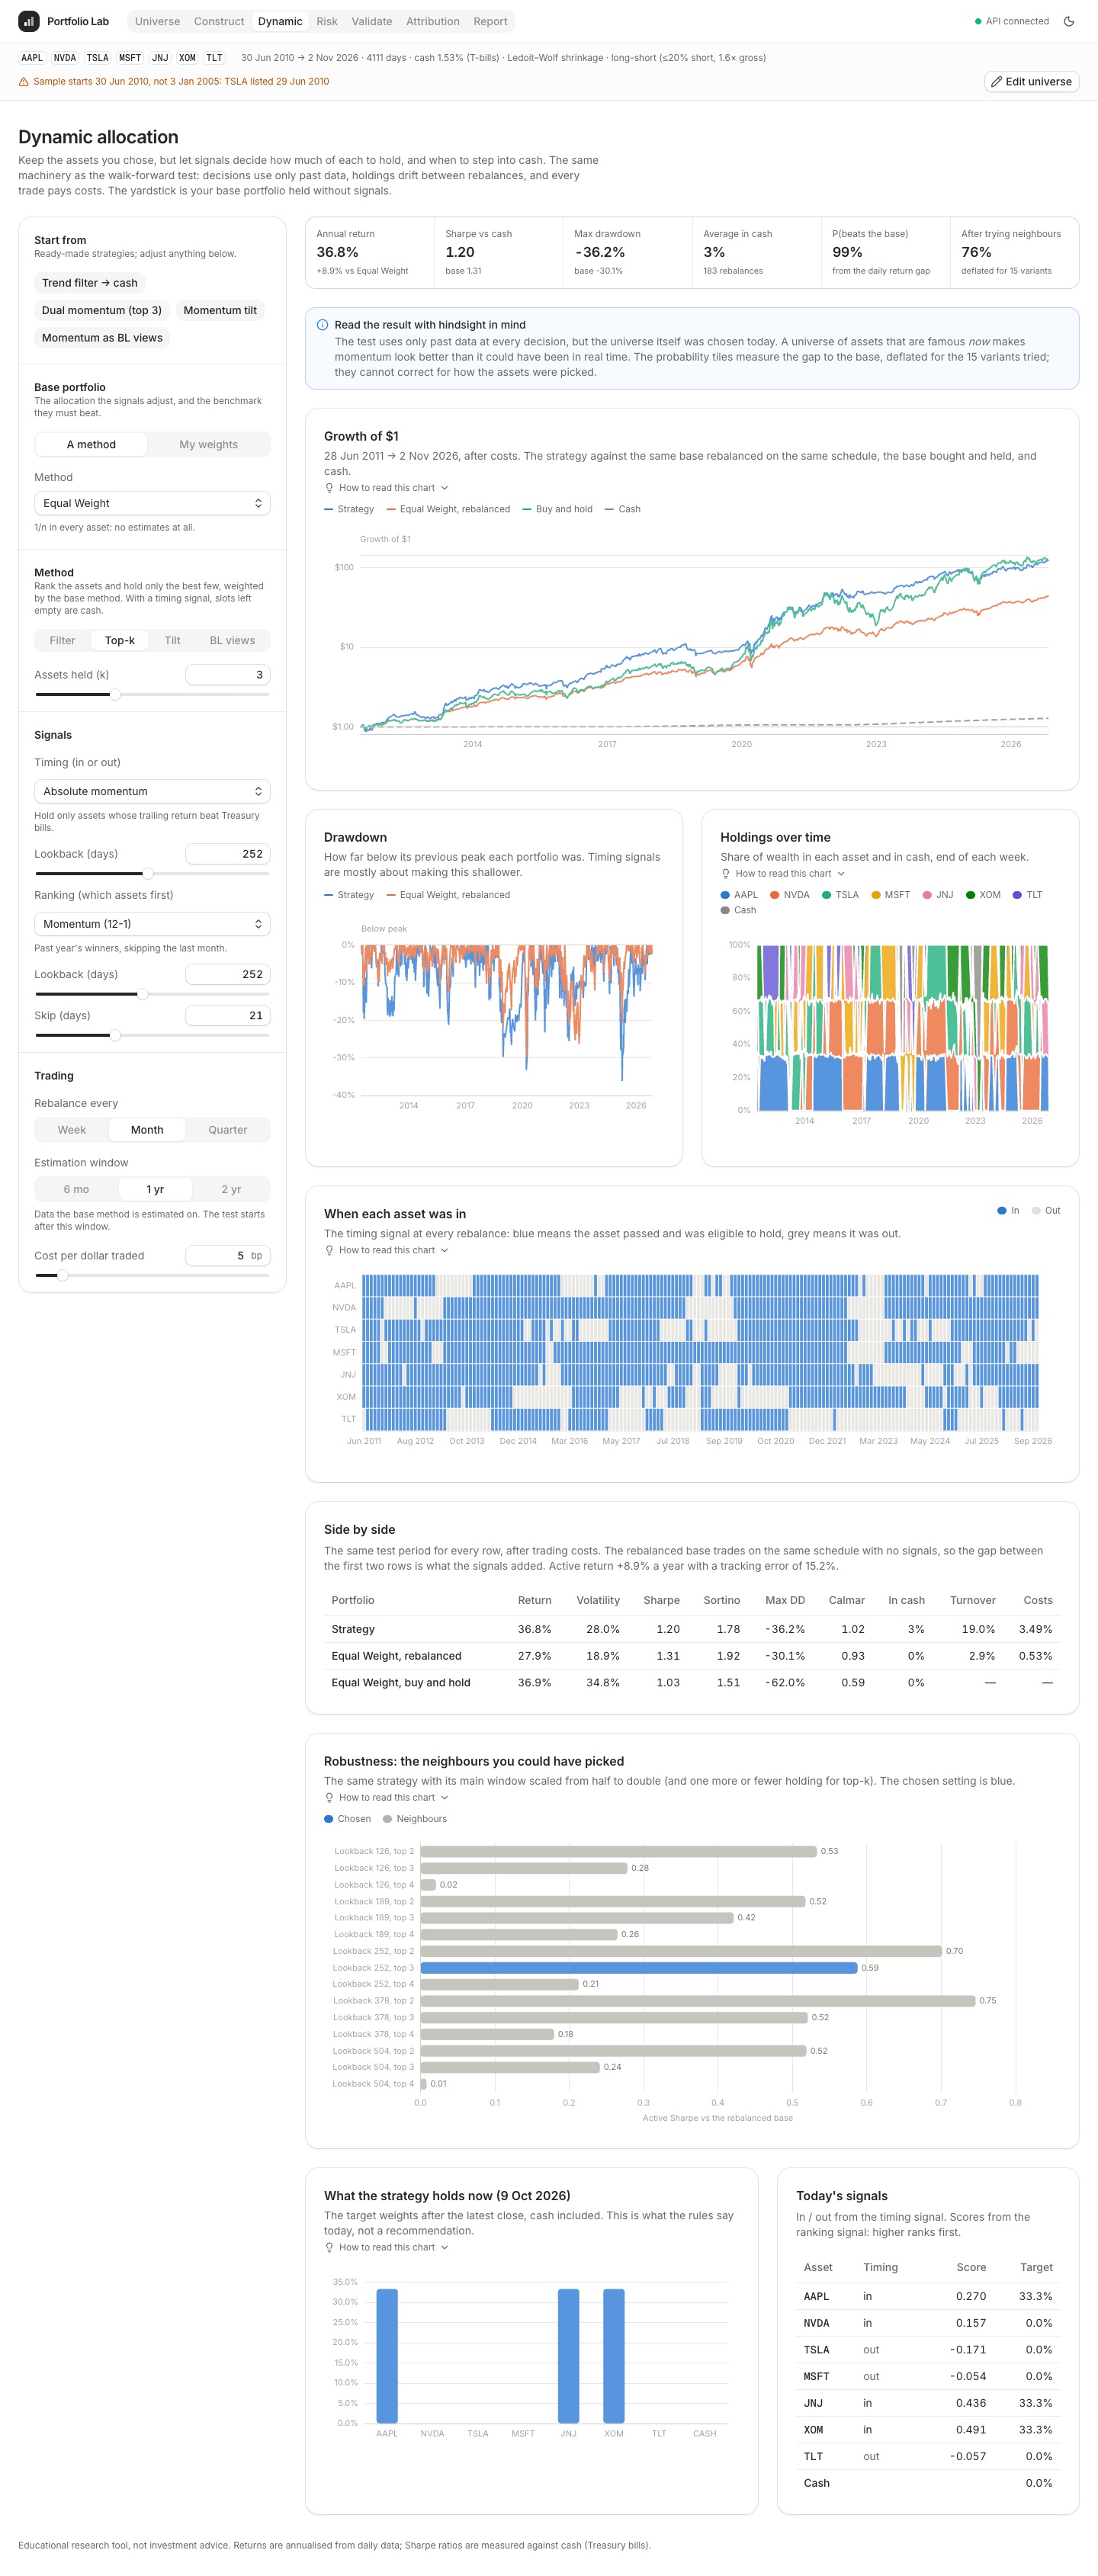 Portfolio Lab
Universe Construct Dynamic Risk Validate Attribution Report
API connected
AAPL NVDA TSLA MSFT JNJ XOM TLT 30 Jun 2010 → 2 Nov 2026 · 4111 days · cash 1.53% (T-bills) · Ledoit–Wolf shrinkage · long-short (≤20% short, 1.6× gross)
Sample starts 30 Jun 2010, not 3 Jan 2005: TSLA listed 29 Jun 2010
Edit universe
Dynamic allocation
Keep the assets you chose, but let signals decide how much of each to hold, and when to step into cash. The same
machinery as the walk-forward test: decisions use only past data, holdings drift between rebalances, and every
trade pays costs. The yardstick is your base portfolio held without signals.
Start from
Ready-made strategies; adjust anything below.
Trend filter → cash
Dual momentum (top 3) Momentum tilt
Momentum as BL views
Base portfolio
The allocation the signals adjust, and the benchmark
they must beat.
A method My weights
Method
Equal Weight
1/n in every asset: no estimates at all.
Method
Rank the assets and hold only the best few, weighted
by the base method. With a timing signal, slots left
empty are cash.
Filter Top-k Tilt BL views
Assets held (k) 3
Signals
Timing (in or out)
Absolute momentum
Hold only assets whose trailing return beat Treasury
bills.
Lookback (days) 252
Ranking (which assets first)
Momentum (12-1)
Past year's winners, skipping the last month.
Lookback (days) 252
Skip (days) 21
Trading
Rebalance every
Week Month Quarter
Estimation window
6 mo 1 yr 2 yr
Data the base method is estimated on. The test starts
after this window.
Cost per dollar traded 5 bp
Annual return Sharpe vs cash Max drawdown Average in cash P(beats the base) After trying neighbours
36.8% 1.20 -36.2% 3% 99% 76%
+8.9% vs Equal Weight base 1.31 base -30.1% 183 rebalances from the daily return gap deflated for 15 variants
Read the result with hindsight in mind
The test uses only past data at every decision, but the universe itself was chosen today. A universe of assets that are famous now makes
momentum look better than it could have been in real time. The probability tiles measure the gap to the base, deflated for the 15 variants tried;
they cannot correct for how the assets were picked.
Growth of $1
28 Jun 2011 → 2 Nov 2026, after costs. The strategy against the same base rebalanced on the same schedule, the base bought and held, and
cash.
How to read this chart
Strategy Equal Weight, rebalanced Buy and hold Cash
Growth of $1
$100
$10
$1.00
2014 2017 2020 2023 2026
Drawdown
How far below its previous peak each portfolio was. Timing signals
are mostly about making this shallower.
Strategy Equal Weight, rebalanced
Below peak
0%
-10%
-20%
-30%
-40%
2014 2017 2020 2023 2026
Holdings over time
Share of wealth in each asset and in cash, end of each week.
How to read this chart
AAPL NVDA TSLA MSFT JNJ XOM TLT
Cash
100%
80%
60%
40%
20%
0%
2014 2017 2020 2023 2026
When each asset was in
In Out
The timing signal at every rebalance: blue means the asset passed and was eligible to hold, grey means it was out.
How to read this chart
AAPL
NVDA
TSLA
MSFT
JNJ
XOM
TLT
Jun 2011 Aug 2012 Oct 2013 Dec 2014 Mar 2016 May 2017 Jul 2018 Sep 2019 Oct 2020 Dec 2021 Mar 2023 May 2024 Jul 2025 Sep 2026
Side by side
The same test period for every row, after trading costs. The rebalanced base trades on the same schedule with no signals, so the gap between
the first two rows is what the signals added. Active return +8.9% a year with a tracking error of 15.2%.
Portfolio Return Volatility Sharpe Sortino Max DD Calmar In cash Turnover Costs
Strategy 36.8% 28.0% 1.20 1.78 -36.2% 1.02 3% 19.0% 3.49%
Equal Weight, rebalanced 27.9% 18.9% 1.31 1.92 -30.1% 0.93 0% 2.9% 0.53%
Equal Weight, buy and hold 36.9% 34.8% 1.03 1.51 -62.0% 0.59 0% — —
Robustness: the neighbours you could have picked
The same strategy with its main window scaled from half to double (and one more or fewer holding for top-k). The chosen setting is blue.
How to read this chart
Chosen Neighbours
Lookback 126, top 2 0.53
Lookback 126, top 3 0.28
Lookback 126, top 4 0.02
Lookback 189, top 2 0.52
Lookback 189, top 3 0.42
Lookback 189, top 4 0.26
Lookback 252, top 2 0.70
Lookback 252, top 3 0.59
Lookback 252, top 4 0.21
Lookback 378, top 2 0.75
Lookback 378, top 3 0.52
Lookback 378, top 4 0.18
Lookback 504, top 2 0.52
Lookback 504, top 3 0.24
Lookback 504, top 4 0.01
0.0 0.1 0.2 0.3 0.4 0.5 0.6 0.7 0.8
Active Sharpe vs the rebalanced base
What the strategy holds now (9 Oct 2026)
The target weights after the latest close, cash included. This is what the rules say
today, not a recommendation.
How to read this chart
35.0%
30.0%
25.0%
20.0%
15.0%
10.0%
5.0%
0.0%
AAPL NVDA TSLA MSFT JNJ XOM TLT CASH
Today's signals
In / out from the timing signal. Scores from the
ranking signal: higher ranks first.
Asset Timing Score Target
AAPL in 0.270 33.3%
NVDA in 0.157 0.0%
TSLA out -0.171 0.0%
MSFT out -0.054 0.0%
JNJ in 0.436 33.3%
XOM in 0.491 33.3%
TLT out -0.057 0.0%
Cash 0.0%
Educational research tool, not investment advice. Returns are annualised from daily data; Sharpe ratios are measured against cash (Treasury bills).